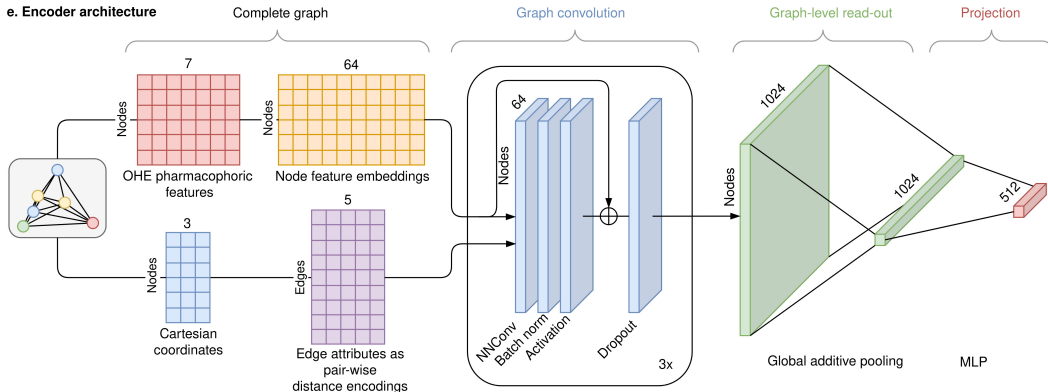 e. Encoder architecture
Complete graph
Graph convolution
Graph-level read-out
Projection
7
64
Nodes
Nodes
OHE pharmacophoric
features
Node feature embeddings
3
5
Nodes
Edges
Cartesian
coordinates
Edge attributes as
pair-wise
distance encodings
64
Nodes
NNConv
Batch norm
Activation
Dropout
3x
Nodes
1024
1024
512
Global additive pooling
MLP